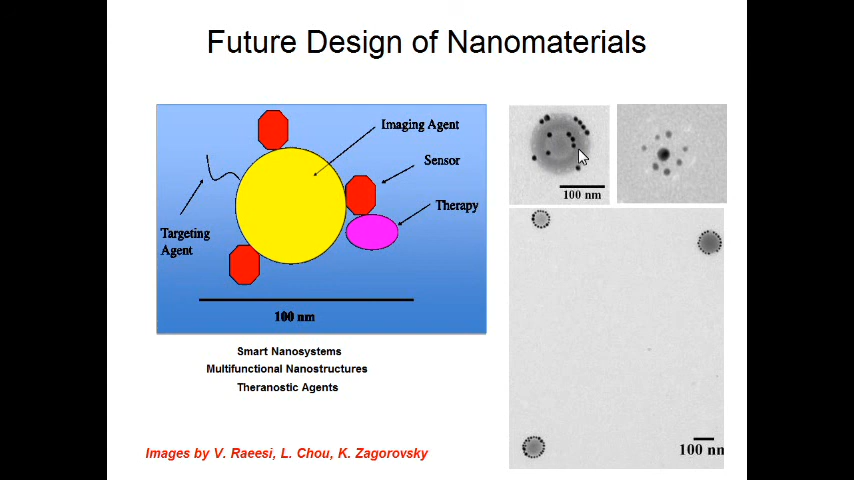 Future Design of Nanomaterials
Imaging Agent
Sensor
Therapy
Targeting
Agent
100 nm
Smart Nanosystems
Multifunctional Nanostructures
Theranostic Agents
Images by V. Raeesi, L. Chou, K. Zagorovsky
100 nm
100 nm